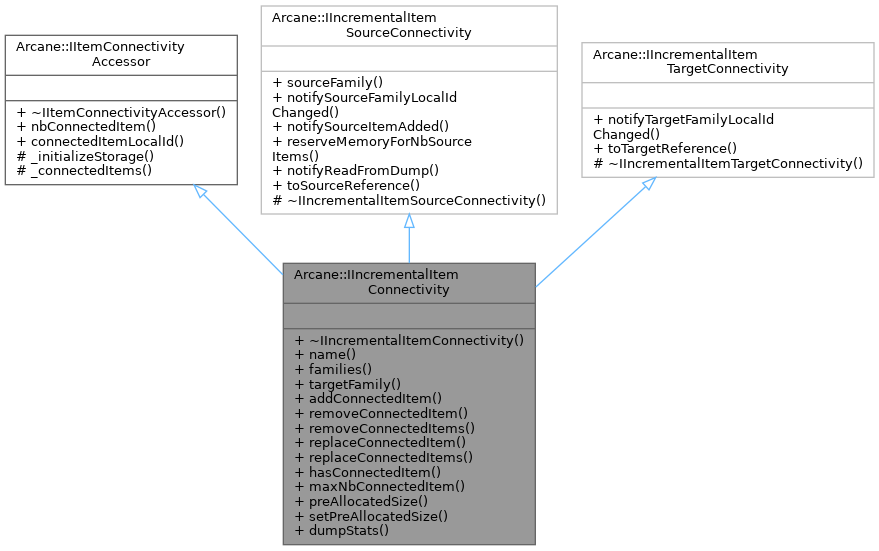 Arcane::IItemConnectivity
Accessor
+ ~IItemConnectivityAccessor()
+ nbConnectedItem()
+ connectedItemLocalId()
# _initializeStorage()
# _connectedItems()
Arcane::IIncrementalItem
SourceConnectivity
+ sourceFamily()
+ notifySourceFamilyLocalId
Changed()
+ notifySourceItemAdded()
+ reserveMemoryForNbSource
Items()
+ notifyReadFromDump()
+ toSourceReference()
# ~IIncrementalItemSourceConnectivity()
Arcane::IIncrementalItem
TargetConnectivity
+ notifyTargetFamilyLocalId
Changed()
+ toTargetReference()
# ~IIncrementalItemTargetConnectivity()
Arcane::IIncrementalItem
Connectivity
+ ~IIncrementalItemConnectivity()
+ name()
+ families()
+ targetFamily()
+ addConnectedItem()
+ removeConnectedItem()
+ removeConnectedItems()
+ replaceConnectedItem()
+ replaceConnectedItems()
+ hasConnectedItem()
+ maxNbConnectedItem()
+ preAllocatedSize()
+ setPreAllocatedSize()
+ dumpStats()